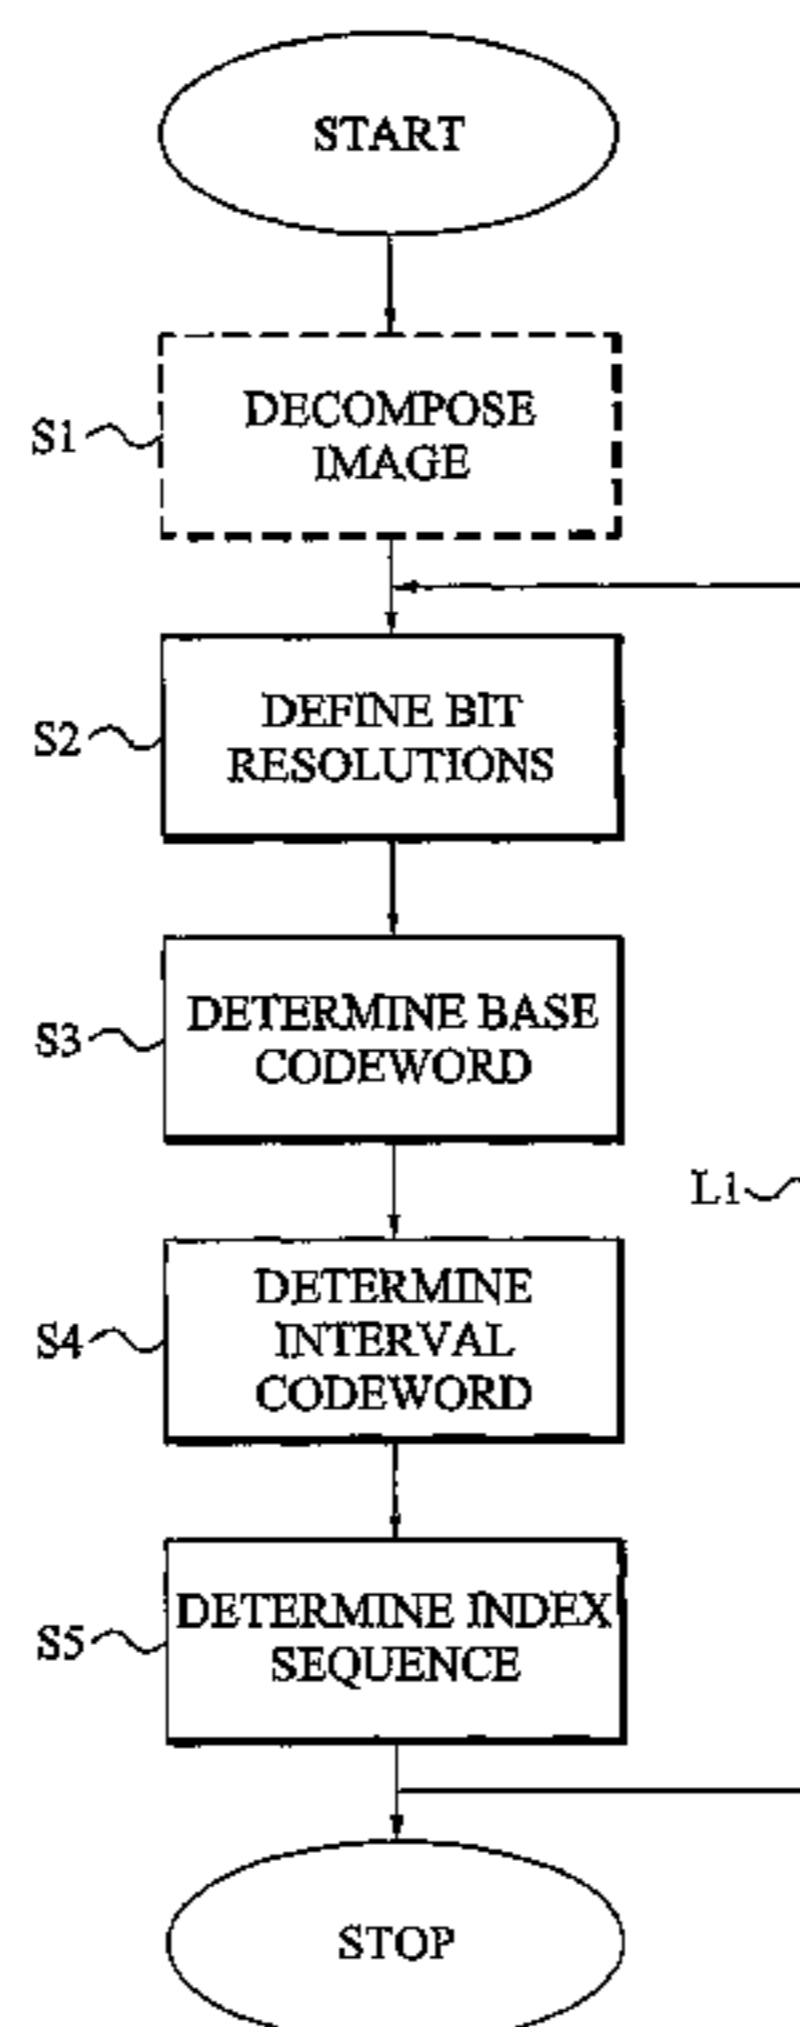 START
S1
DECOMPOSE
IMAGE
S2
DEFINE BIT
RESOLUTIONS
S3
DETERMINE BASE
CODEWORD
L1
S4
DETERMINE
INTERVAL
CODEWORD
S5
DETERMINE INDEX
SEQUENCE
STOP